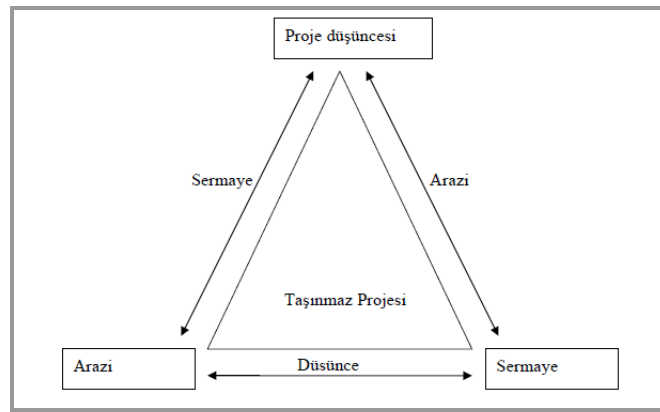 Proje düşüncesi
Sermaye
Arazi
Taşınmaz Projesi
Arazi
Düsünce
Sermaye